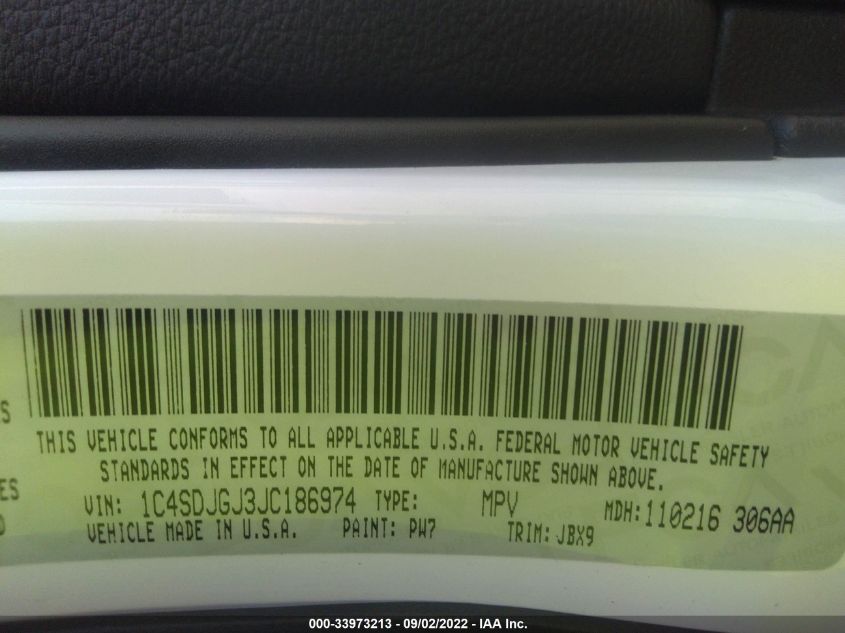 S
THIS VEHICLE CONFORMS TO ALL APPLICABLE U.S.A. FEDERAL MOTOR VEHICLE SAFETY
STANDARDS IN EFFECT ON THE DATE OF MANUFACTURE SHOWN ABOVE.
ES
VIN: 1C4SDJGJ3JC186974 TYPE: MPV MDH:110216 306AA
D
VEHICLE MADE IN U.S.A. PAINT: PW7 TRIM: JBX9
000-33973213 - 09/02/2022 - IAA Inc.